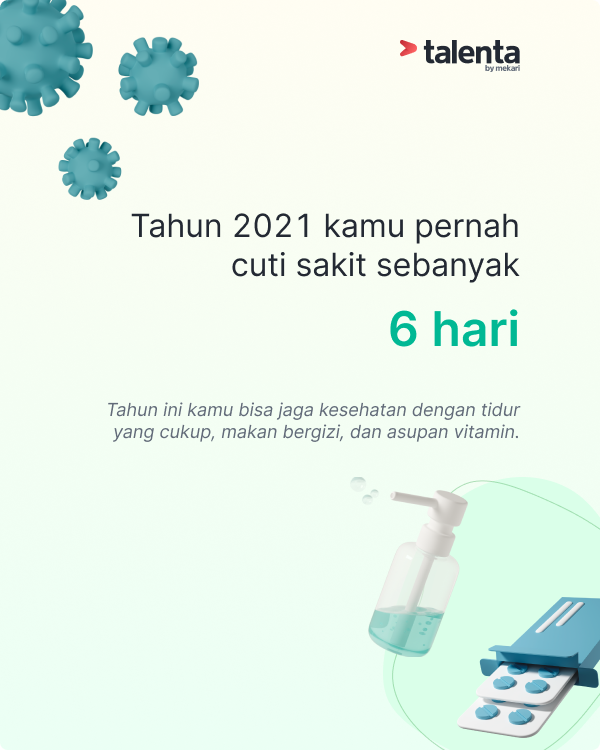 talenta
by mekari
Tahun 2021 kamu pernah
cuti sakit sebanyak
6 hari
Tahun ini kamu bisa jaga kesehatan dengan tidur
yang cukup, makan bergizi, dan asupan vitamin.